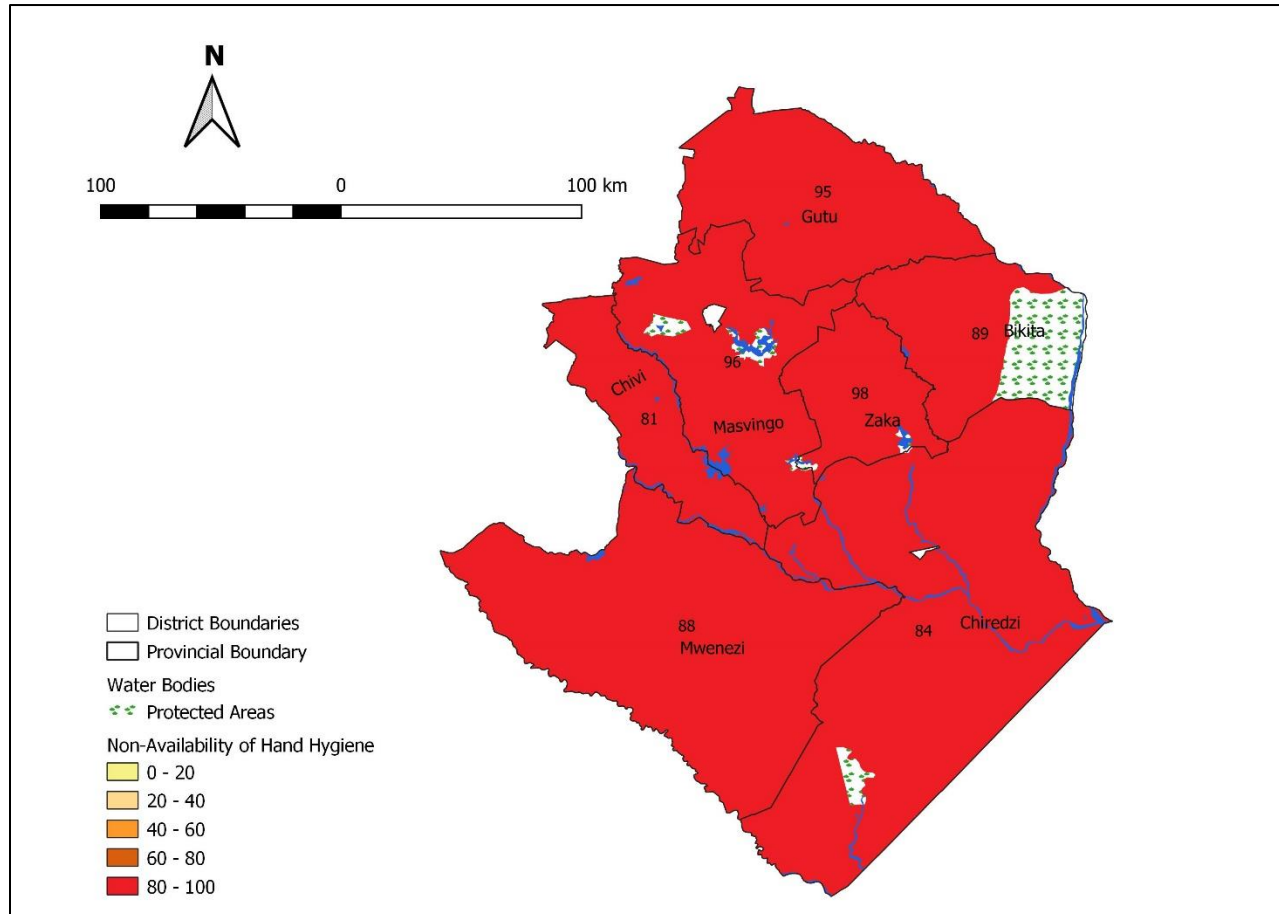 N
100 0 100 km
95
Gutu
89 Bikita
96
Chivi
98
81
Masvingo
Zaka
88
84
Chiredzi
Mwenezi
District Boundaries
Provincial Boundary
Water Bodies
Protected Areas
Non-Availability of Hand Hygiene
0 - 20
20 - 40
40 - 60
60 - 80
80 - 100